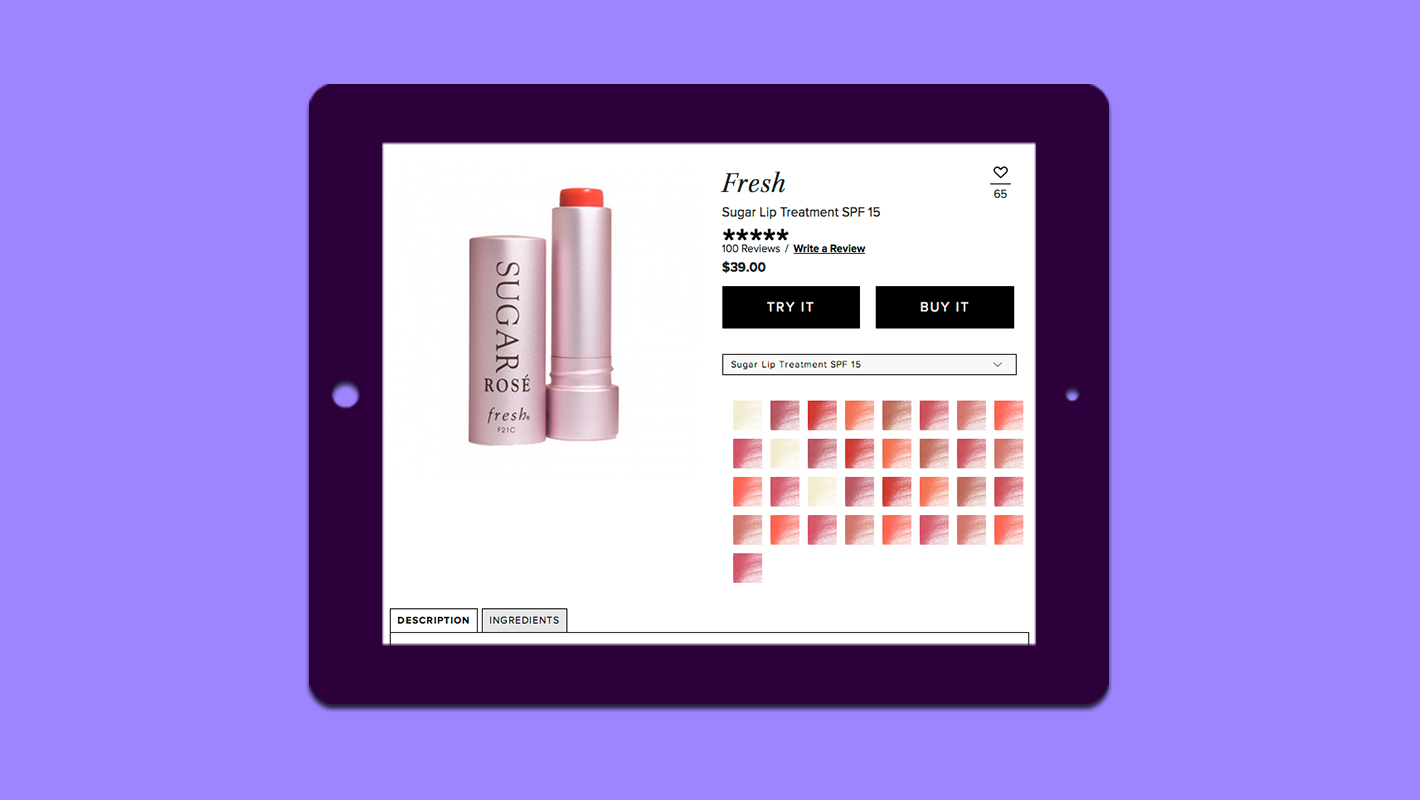 SUGAR
ROSÉ
fresh®
F21C
Fresh
65
Sugar Lip Treatment SPF 15
★★★★★
100 Reviews / Write a Review
$39.00
TRY IT
BUY IT
Sugar Lip Treatment SPF 15
DESCRIPTION
INGREDIENTS